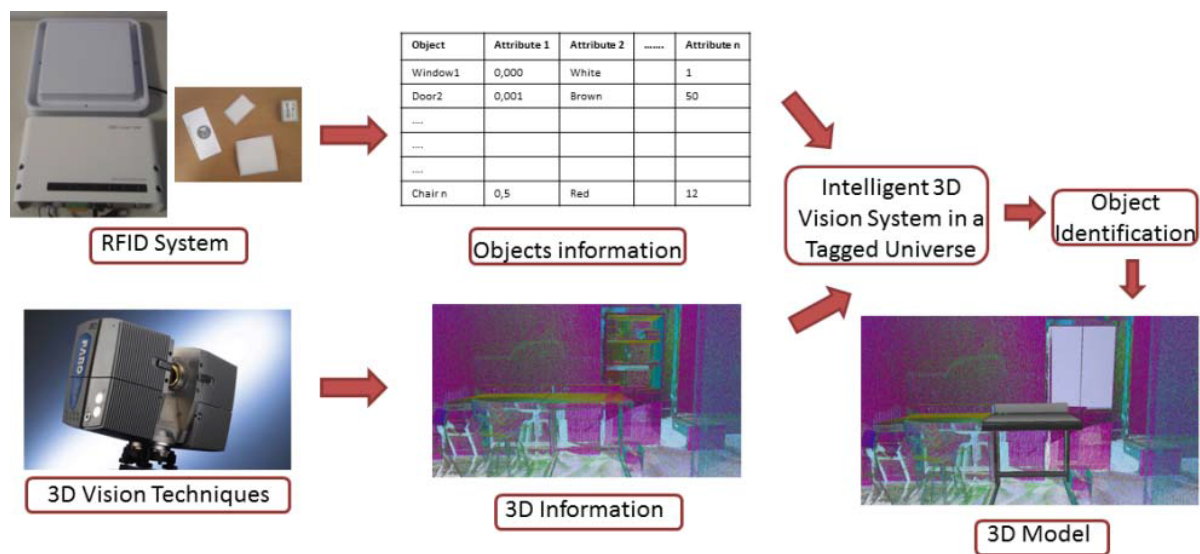 Object Attribute 1 Attribute 2 ....... Attribute n
Window1 0,000 White 1
Door2 0,001 Brown 50
....
....
....
Chair n 0,5 Red 12
RFID System
Objects information
Intelligent 3D
Vision System in a
Tagged Universe
Object
Identification
FARO
3D Vision Techniques
3D Information
3D Model